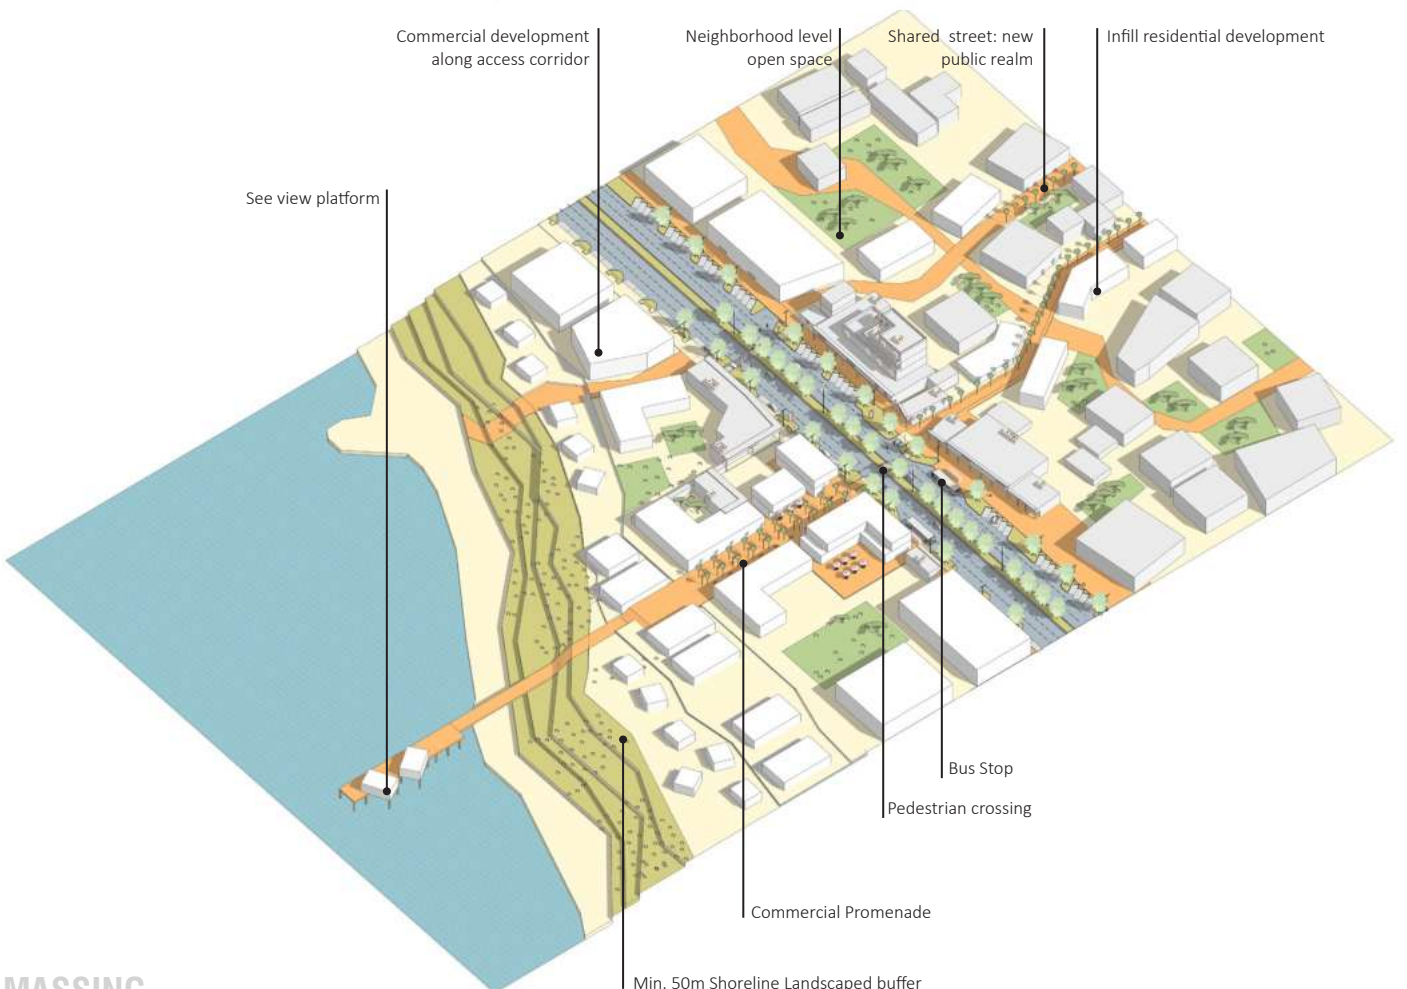 Commercial development
along access corridor
Neighborhood level
open space
Shared street: new
public realm
Infill residential development
See view platform
Bus Stop
Pedestrian crossing
Commercial Promenade
Min. 50m Shoreline Landscaped buffer
MASSING